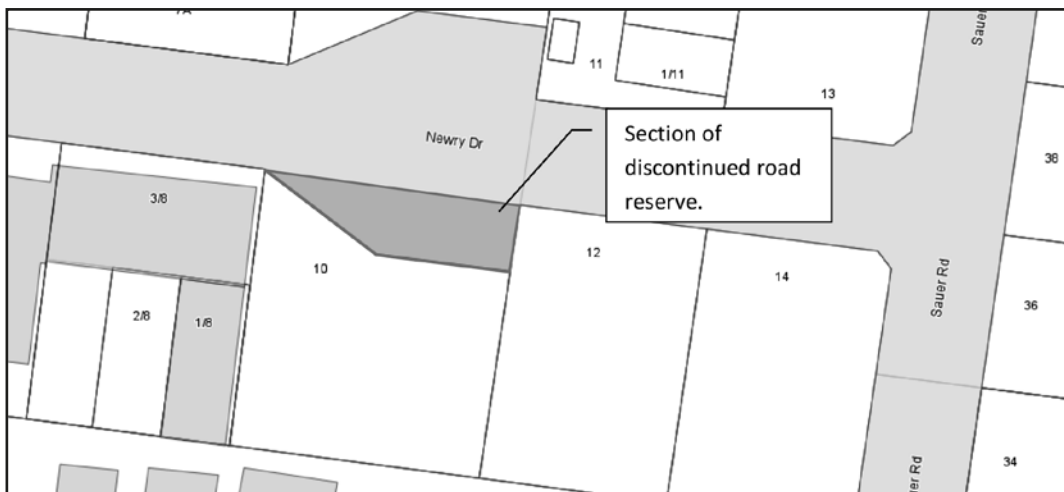 Sauer
11
1/11
13
Newry Dr
Section of
discontinued road
reserve.
38
3/8
10
12
14
Sauer Rd
36
2/8
1/8
34